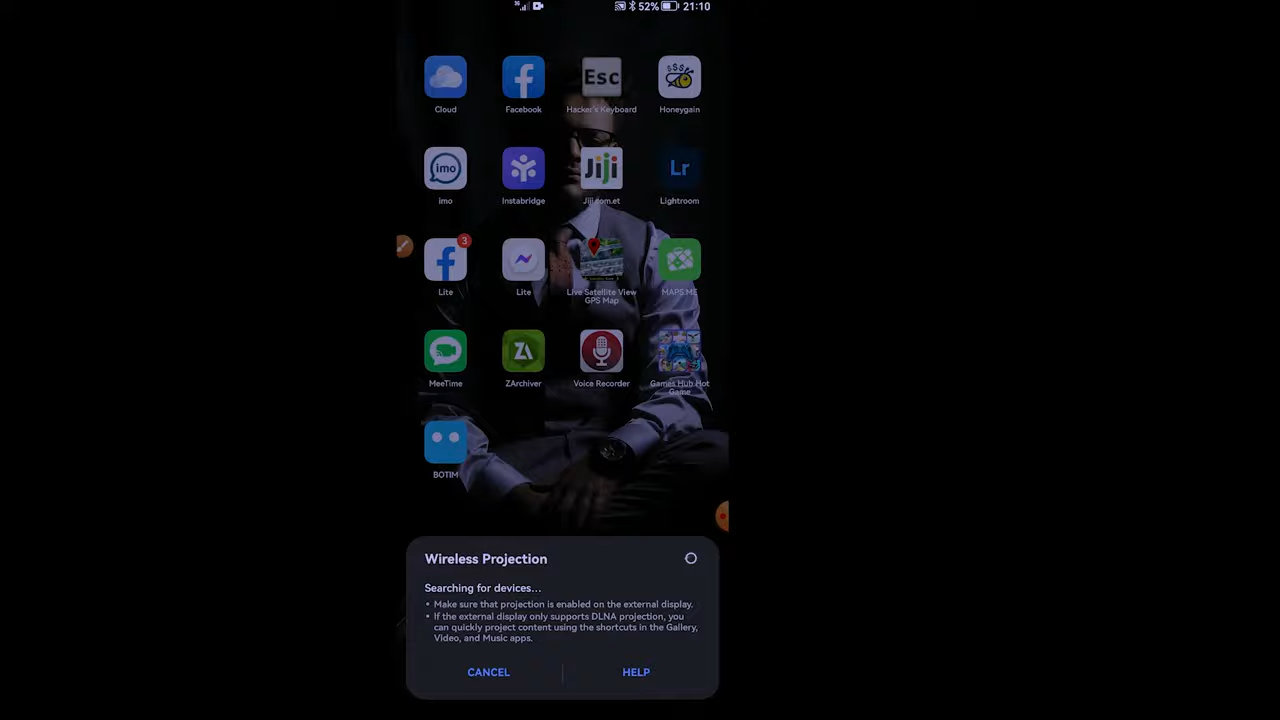 3G 52% 21:10
Esc
Cloud Facebook Hacker's Keyboard Honeygain
imo Jiji Lr
imo Instabridge Jiji.com.et Lightroom
3
Lite Lite Live Satellite View MAPS.ME
GPS Map
ZA
MeeTime ZArchiver Voice Recorder Games Hub Hot
Game
BOTIM
Wireless Projection
Searching for devices...
• Make sure that projection is enabled on the external display.
• If the external display only supports DLNA projection, you
can quickly project content using the shortcuts in the Gallery,
Video, and Music apps.
CANCEL HELP